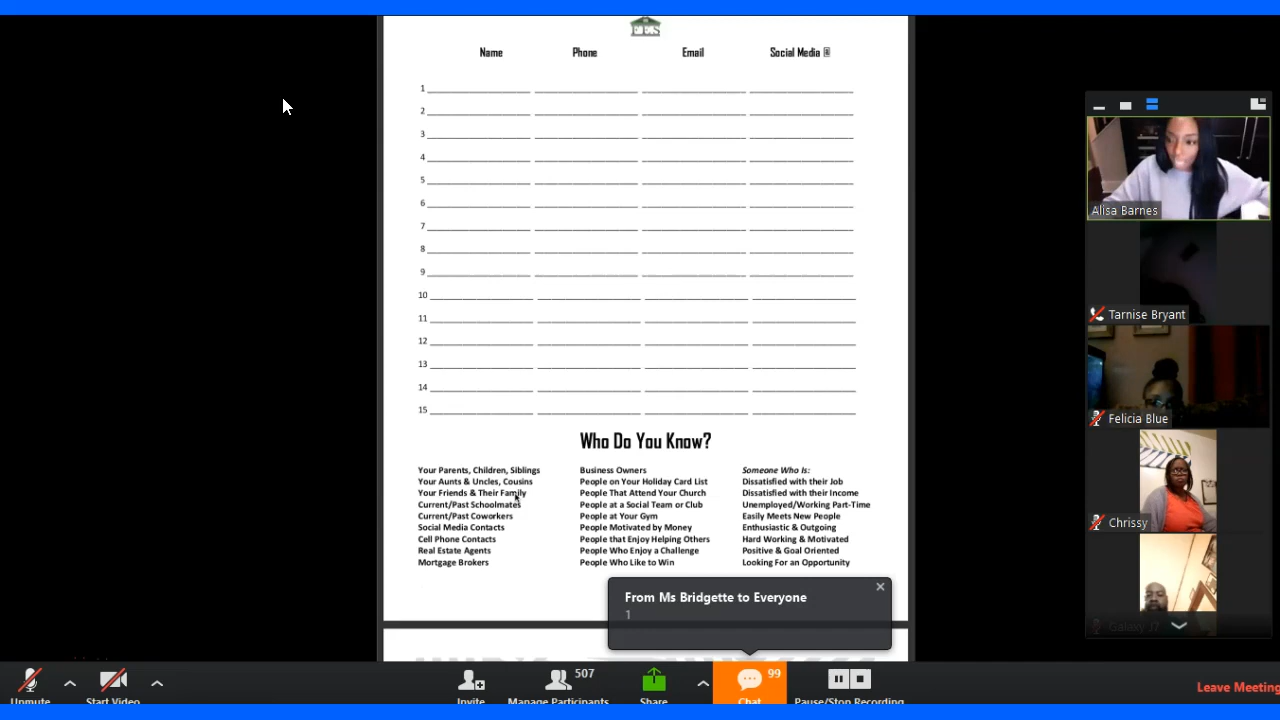 FES
Name Phone Email Social Media @
1
2
3
4
5
6
7
8
9
10
11
12
13
14
15
Who Do You Know?
Your Parents, Children, Siblings
Your Aunts & Uncles, Cousins
Your Friends & Their Family
Current/Past Schoolmates
Current/Past Coworkers
Social Media Contacts
Cell Phone Contacts
Real Estate Agents
Mortgage Brokers
Business Owners
People on Your Holiday Card List
People That Attend Your Church
People at a Social Team or Club
People at Your Gym
People Motivated by Money
People that Enjoy Helping Others
People Who Enjoy a Challenge
People Who Like to Win
Someone Who Is:
Dissatisfied with their Job
Dissatisfied with their Income
Unemployed/Working Part-Time
Easily Meets New People
Enthusiastic & Outgoing
Hard Working & Motivated
Positive & Goal Oriented
Looking For an Opportunity
From Ms Bridgette to Everyone
1
Alisa Barnes
Tarnise Bryant
Felicia Blue
Chrissy
Galaxy J7
Unmute
Start Video
Invite
507
Manage Participants
Share
99
Chat
Pause/Stop Recording
Leave Meeting